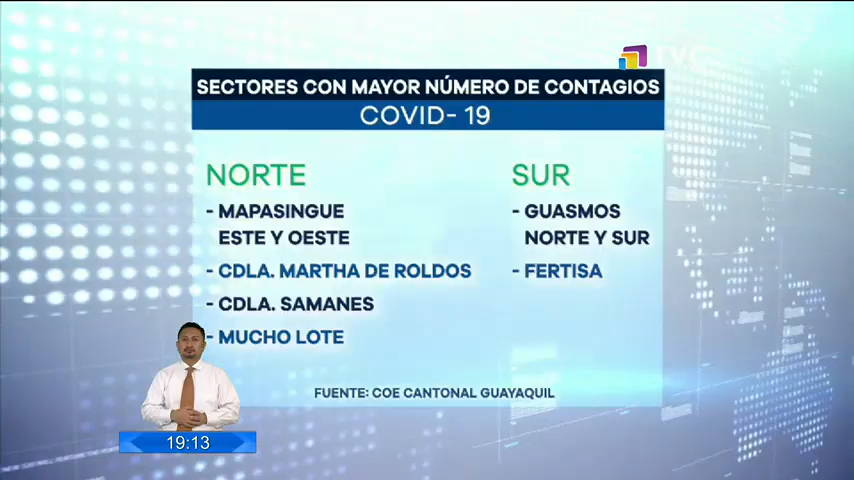 TVC
SECTORES CON MAYOR NÚMERO DE CONTAGIOS
COVID- 19
NORTE
- MAPASINGUE
ESTE Y OESTE
- CDLA. MARTHA DE ROLDOS
- CDLA. SAMANES
- MUCHO LOTE
SUR
- GUASMOS
NORTE Y SUR
- FERTISA
FUENTE: COE CANTONAL GUAYAQUIL
19:13